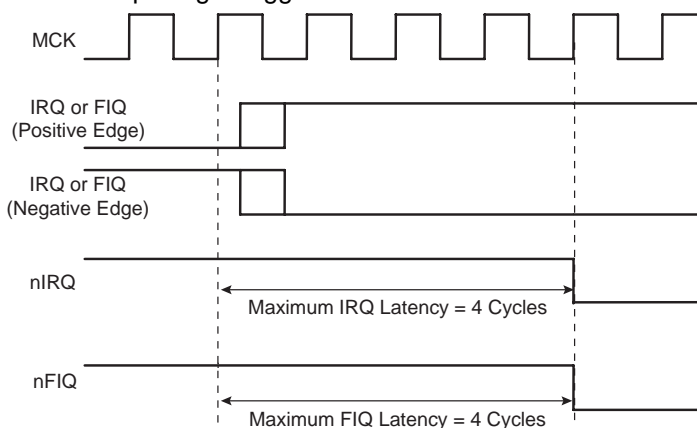 MCK
IRQ or FIQ
(Positive Edge)
IRQ or FIQ
(Negative Edge)
nIRQ
Maximum IRQ Latency = 4 Cycles
nFIQ
Maximum FIQ Latency = 4 Cycles